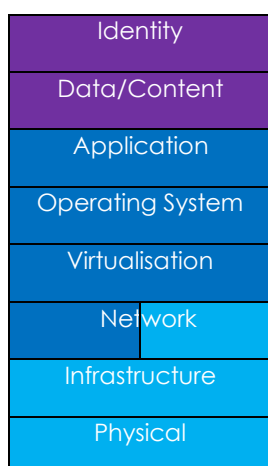 Identity
Data/Content
Application
Operating System
Virtualisation
Network
Infrastructure
Physical